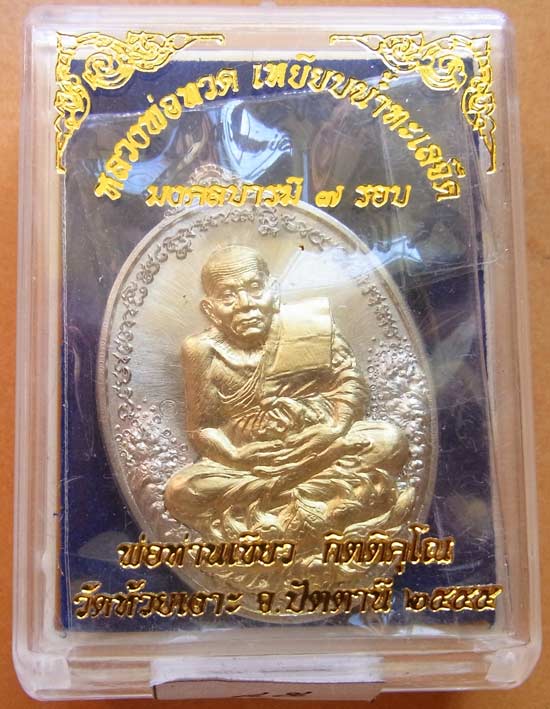 หลวงพ่อทวด เหยียบน้ำทะเลจืด
มงคลบารมี ๗ รอบ
พ่อท่านเขียว กิตติคุโณ
วัดห้วยเงาะ จ.ปัตตานี ๒๕๕๕